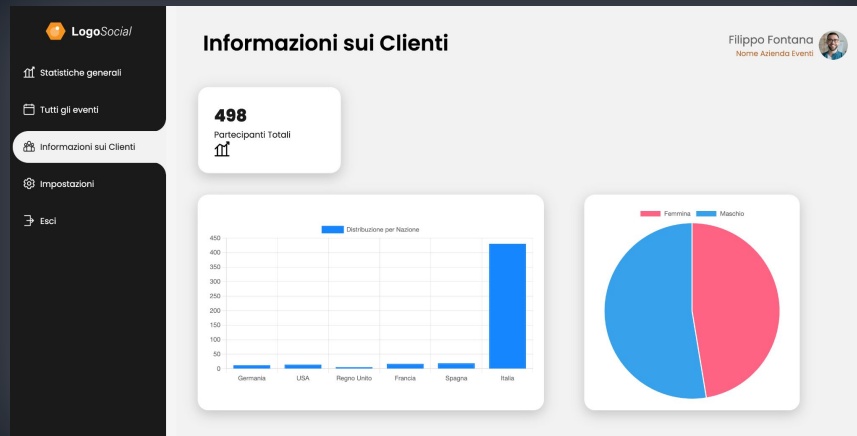 LogoSocial
Statistiche generali
Tutti gli eventi
Informazioni sui Clienti
Impostazioni
Esci
Informazioni sui Clienti
Filippo Fontana
Nome Azienda Eventi
498
Partecipanti Totali
Distribuzione per Nazione
450
400
350
300
250
200
150
100
50
0
Germania USA Regno Unito Francia Spagna Italia
Femmina Maschio